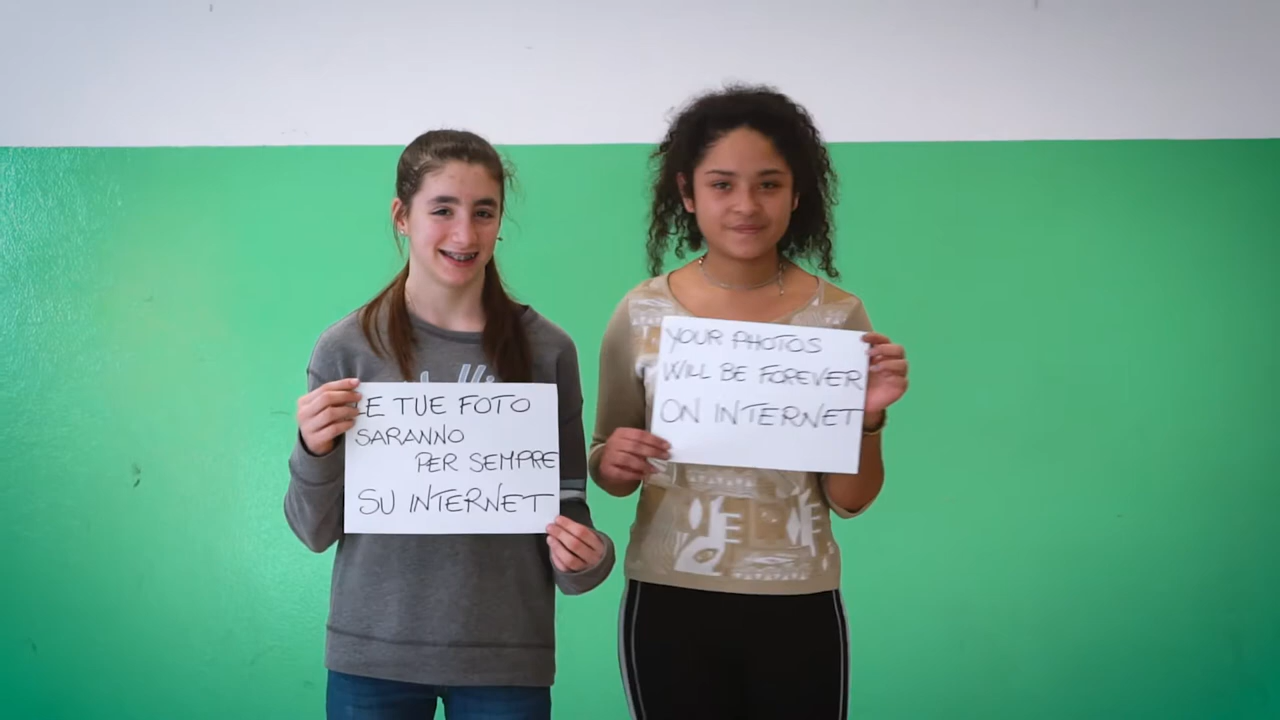 LE TUE FOTO
SARANNO
PER SEMPRE
SU INTERNET
YOUR PHOTOS
WILL BE FOREVER
ON INTERNET